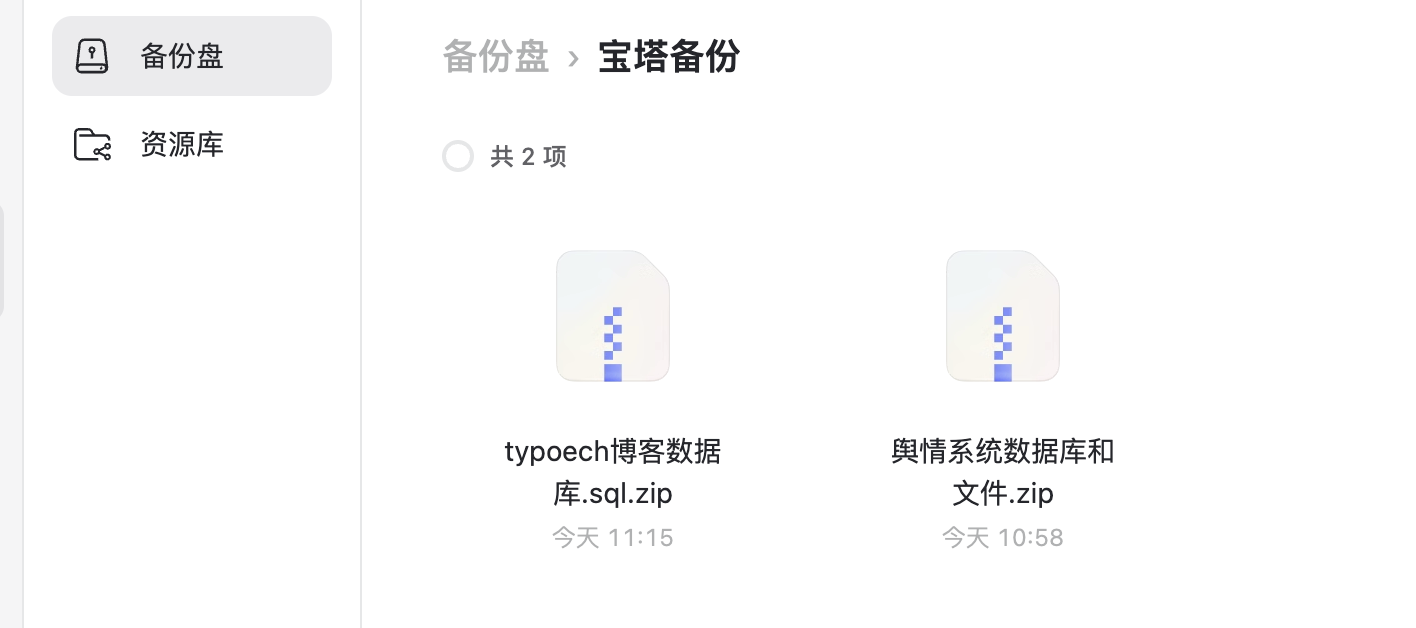 备份盘
资源库
备份盘 › 宝塔备份
共 2 项
typoech博客数据
库.sql.zip
今天 11:15
舆情系统数据库和
文件.zip
今天 10:58